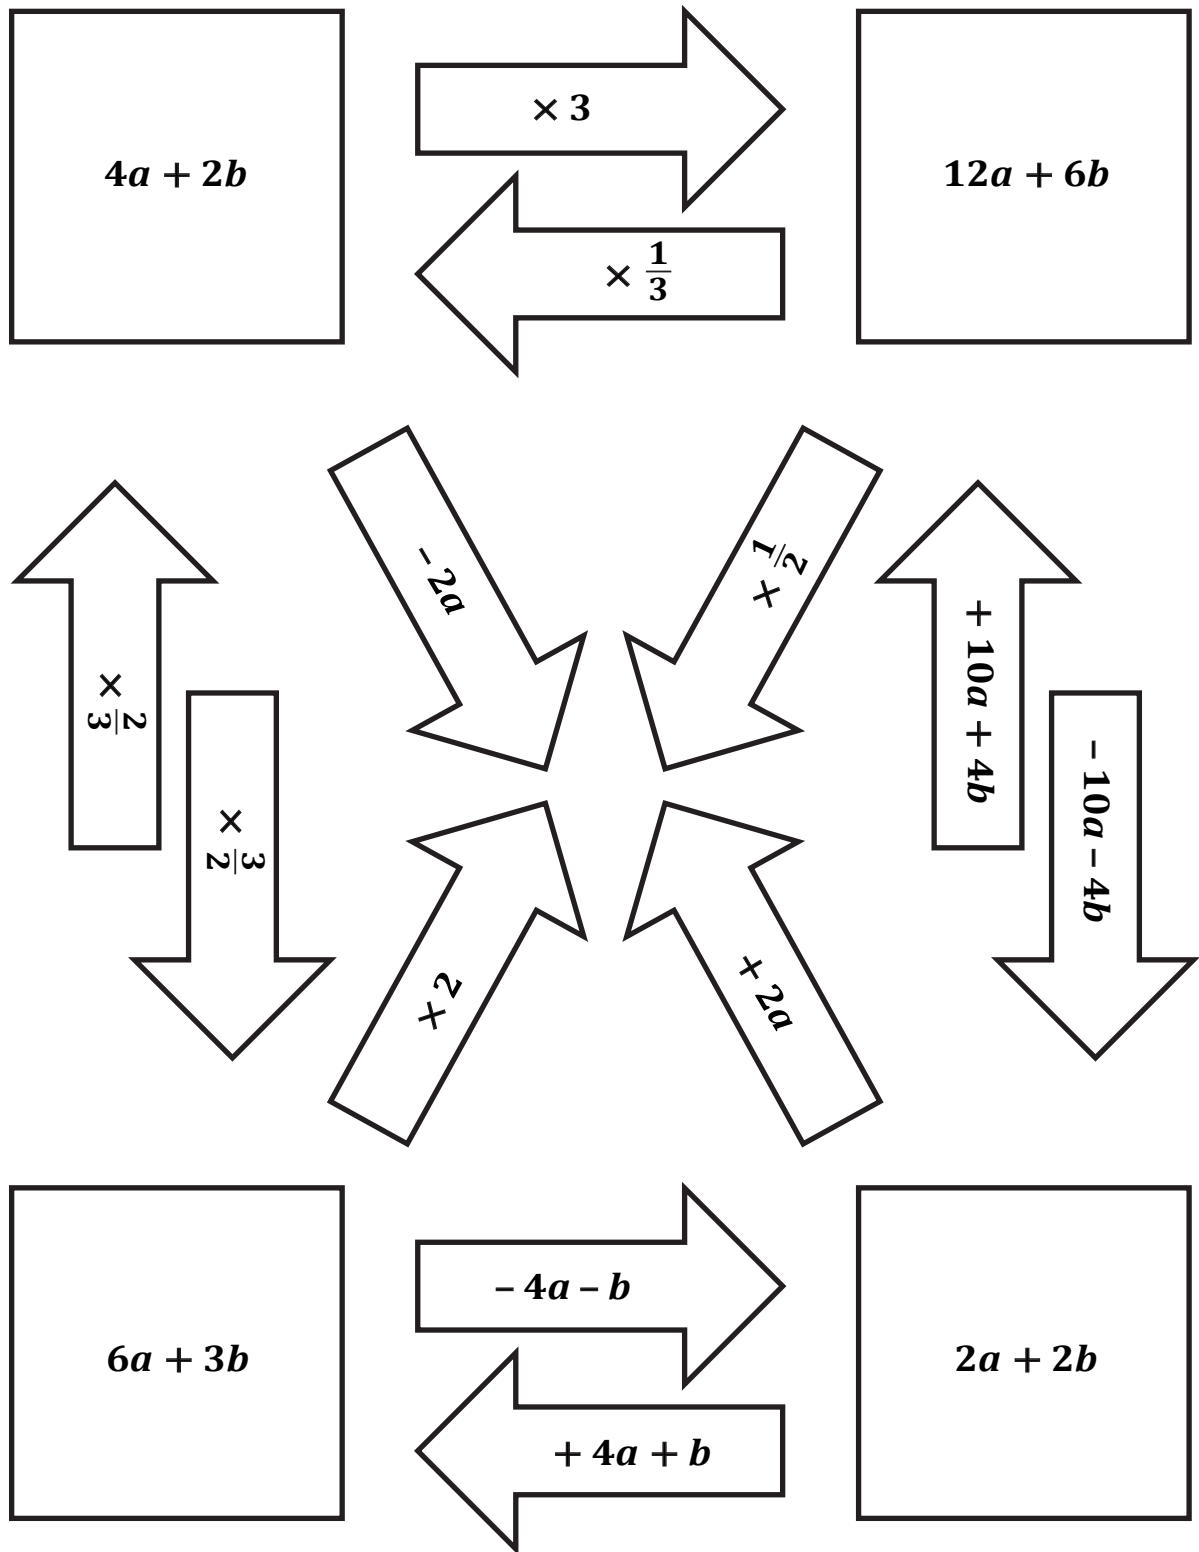 4a + 2b
× 3
12a + 6b
× 1/3
− 2a
× 1/2
× 2/3
+ 10a + 4b
× 3/2
− 10a − 4b
× 2
+ 2a
− 4a − b
6a + 3b
2a + 2b
+ 4a + b